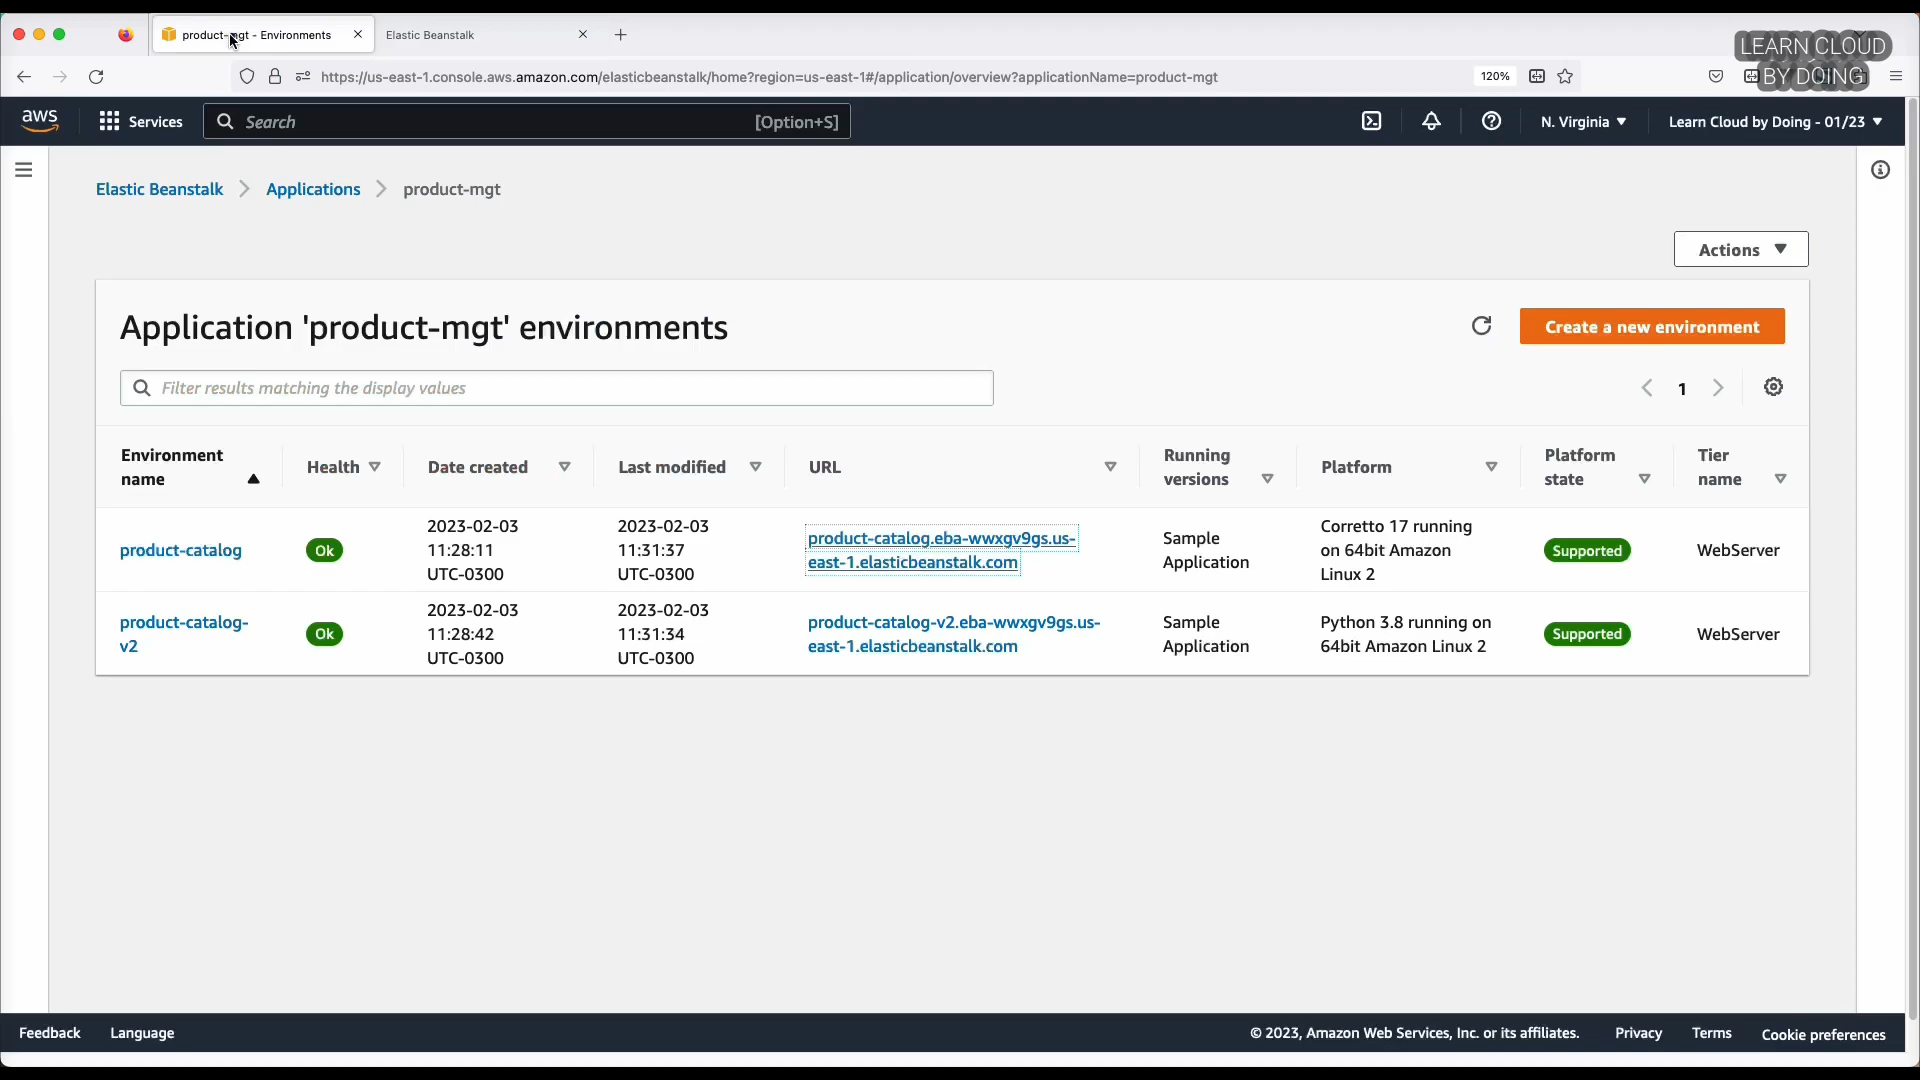 product-mgt - Environments
Elastic Beanstalk
LEARN CLOUD
BY DOING
https://us-east-1.console.aws.amazon.com/elasticbeanstalk/home?region=us-east-1#/application/overview?applicationName=product-mgt
120%
aws
Services
Search
[Option+S]
N. Virginia
Learn Cloud by Doing - 01/23
Elastic Beanstalk
Applications
product-mgt
Actions
Application 'product-mgt' environments
Create a new environment
Filter results matching the display values
1
Environment
name
Health
Date created
Last modified
URL
Running
versions
Platform
Platform
state
Tier
name
product-catalog
Ok
2023-02-03
11:28:11
UTC-0300
2023-02-03
11:31:37
UTC-0300
product-catalog.eba-wwxgv9gs.us-
east-1.elasticbeanstalk.com
Sample
Application
Corretto 17 running
on 64bit Amazon
Linux 2
Supported
WebServer
product-catalog-
v2
Ok
2023-02-03
11:28:42
UTC-0300
2023-02-03
11:31:34
UTC-0300
product-catalog-v2.eba-wwxgv9gs.us-
east-1.elasticbeanstalk.com
Sample
Application
Python 3.8 running on
64bit Amazon Linux 2
Supported
WebServer
Feedback
Language
© 2023, Amazon Web Services, Inc. or its affiliates.
Privacy
Terms
Cookie preferences